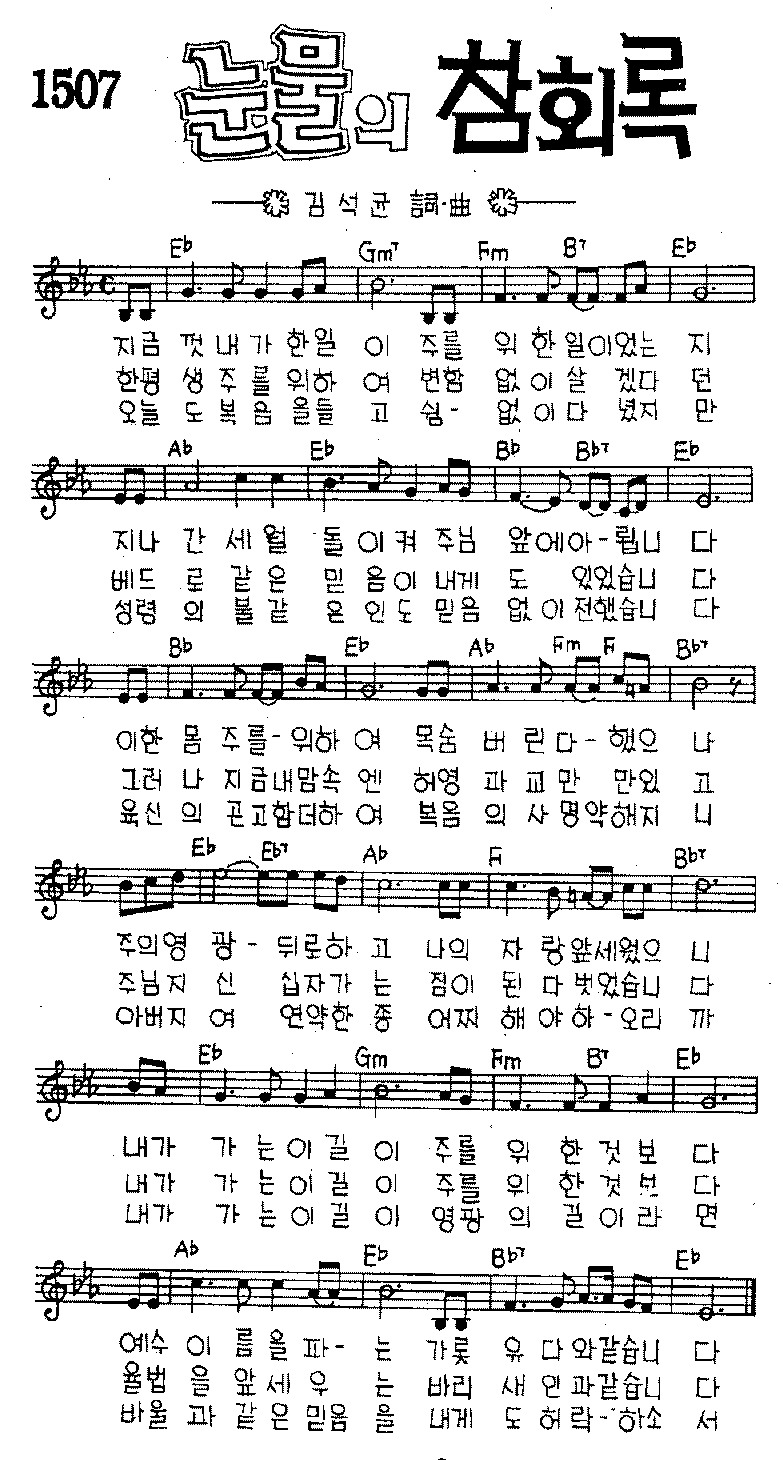 1507
눈물의 참회록
김석균 詞·曲
Eb Gm7 Fm B7 Eb
지금 껏 내 가 한일 이 주를 위 한 일이었는 지
한평 생 주 를 위하 여 변함 없 이 살 겠다 던
오늘 도 복 음 을들 고 쉼- 없 이 다 녔지 만
Ab Eb Bb Bb7 Eb
지나 간 세 월 돌 이 켜 주님 앞에아-룁니 다
베드 로 같 은 믿 음 이 내게 도 있었습니 다
성령 의 불 같 은 인 도 믿음 없 이 전했습니 다
Bb Eb Ab Fm F Bb7
이한 몸 주 를-위하 여 목숨 버 린 다-했으 나
그러 나 지 금내맘속 엔 허영 과 교 만 만있 고
육신 의 곤 고함더하 여 복음 의 사 명약해지 니
Eb Eb7 Ab F Bb7
주의영 광- 뒤로하 고 나의 자 랑앞세웠으 니
주님지 신 십자가 는 짐이 된 다 벗었습니 다
아버지 여 연약한 종 어찌 해 야하-오리 까
Eb Gm Fm B7 Eb
내가 가 는 이 길 이 주를 위 한 것 보 다
내가 가 는 이 길 이 주를 위 한 것 보 다
내가 가 는 이 길 이 영광 의 길 이 라 면
Ab Eb Bb7 Eb
예수 이 름 을 파- 는 가룟 유 다 와같습니 다
율법 을 앞 세 우 는 바리 새 인 과같습니 다
바울 과 같 은 믿음 을 내게 도 허 락-하소 서